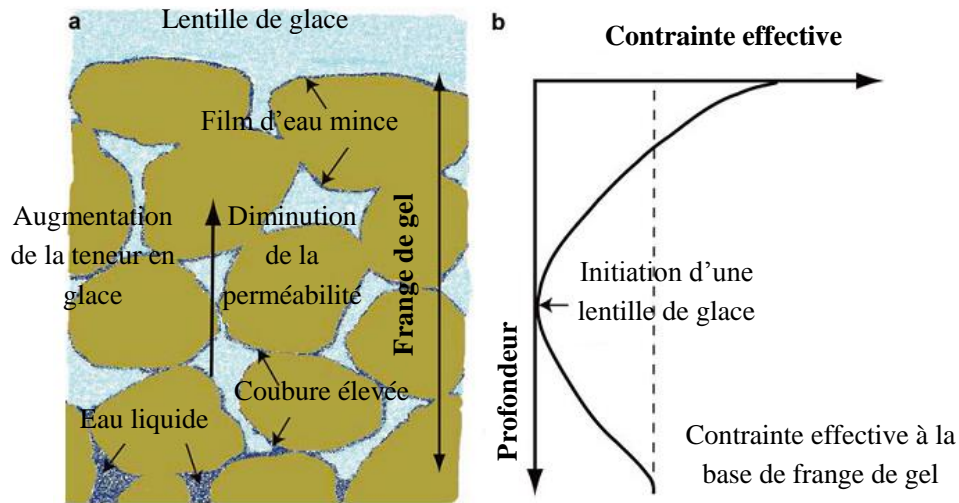 a
Lentille de glace
Film d'eau mince
Augmentation
de la teneur en
glace
Diminution
de la
perméabilité
Frange de gel
Coubure élevée
Eau liquide
b
Contrainte effective
Initiation d'une
lentille de glace
Profondeur
Contrainte effective à la
base de frange de gel